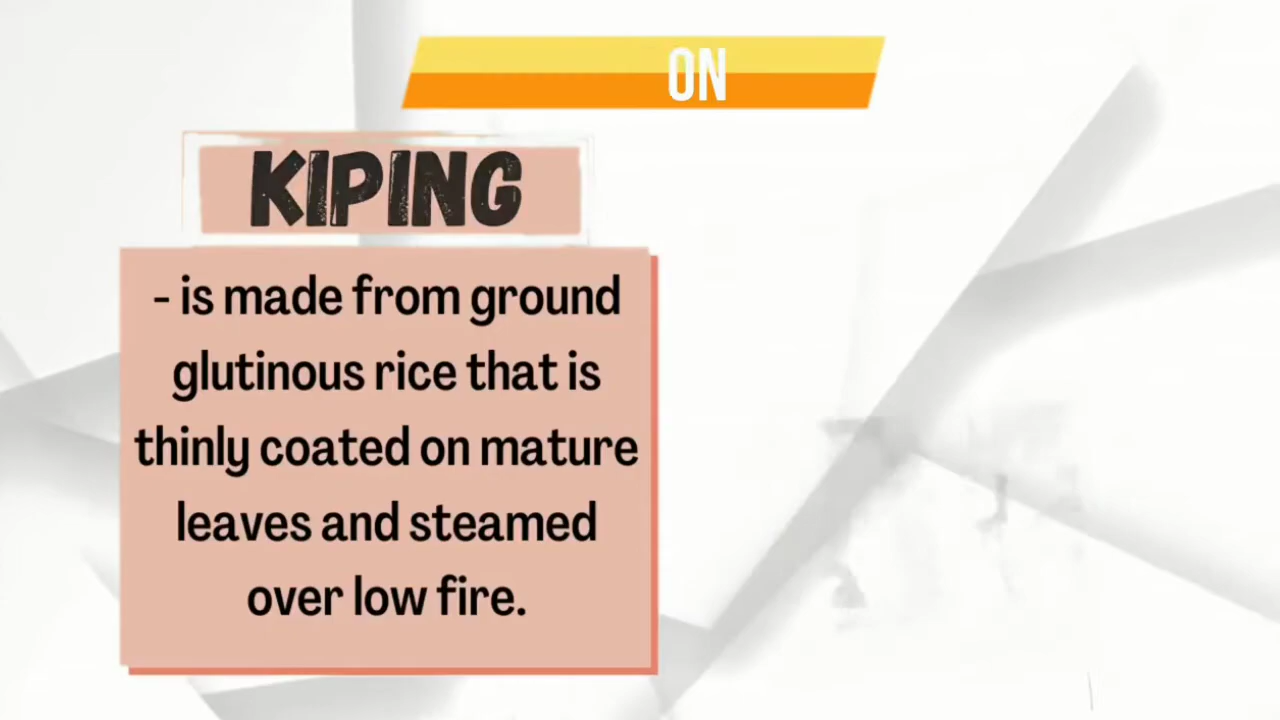 ON
KIPING
- is made from ground
glutinous rice that is
thinly coated on mature
leaves and steamed
over low fire.